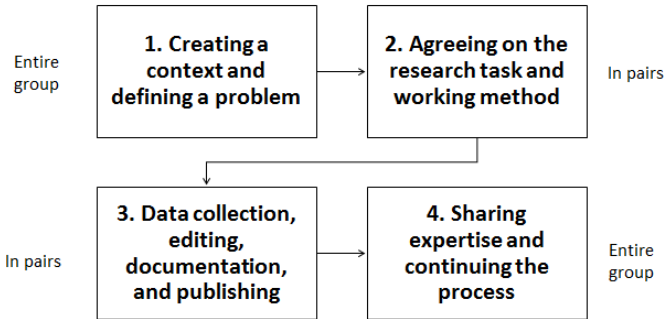 Entire
group
1. Creating a
context and
defining a problem
2. Agreeing on the
research task and
working method
In pairs
In pairs
3. Data collection,
editing,
documentation,
and publishing
4. Sharing
expertise and
continuing the
process
Entire
group